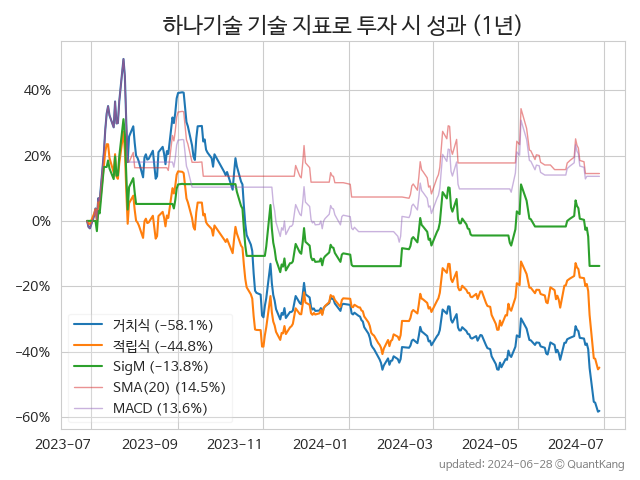 하나기술 기술 지표로 투자 시 성과 (1년)
40%
20%
0%
−20%
−40%
−60%
거치식 (−58.1%)
적립식 (−44.8%)
SigM (−13.8%)
SMA(20) (14.5%)
MACD (13.6%)
2023-07 2023-09 2023-11 2024-01 2024-03 2024-05 2024-07
updated: 2024-06-28 ⓒ QuantKang